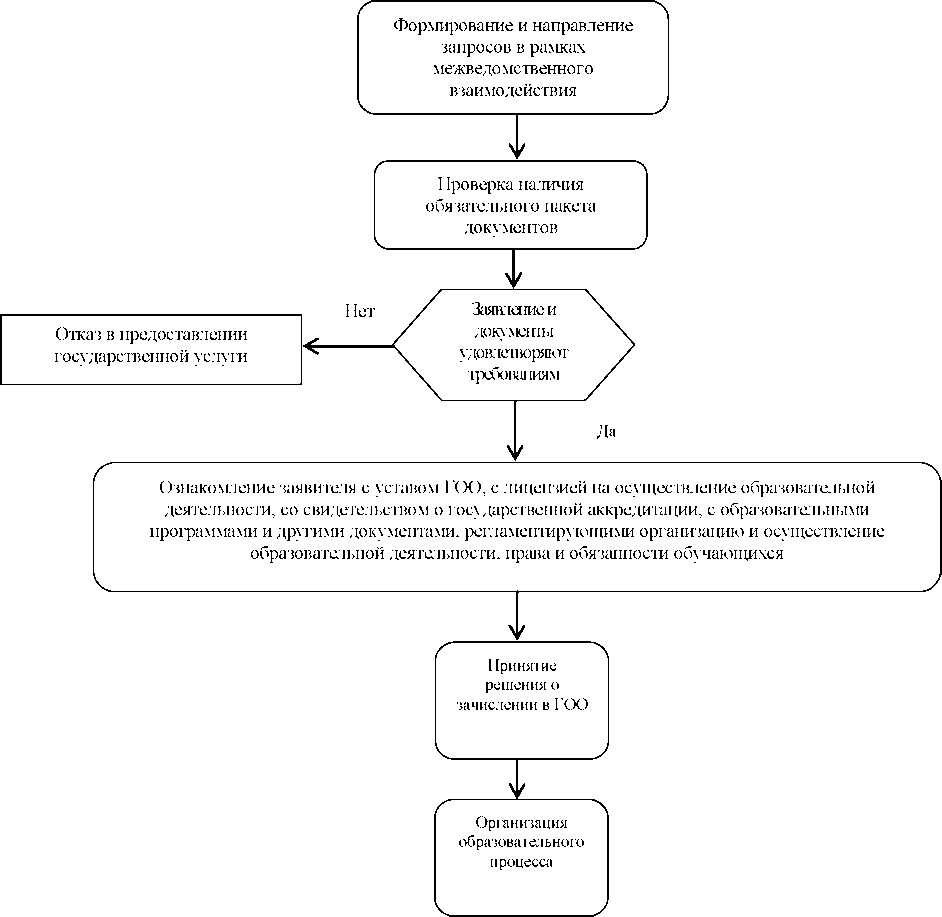 Формирование и направление
запросов в рамках
межведомственного
взаимодействия
Проверка наличия
обязательного пакета
документов
Нет
Заявление и
документы
удовлетворяют
требованиям
Отказ в предоставлении
государственной услуги
Да
Ознакомление заявителя с уставом ГОО, с лицензией на осуществление образовательной
деятельности, со свидетельством о государственной аккредитации, с образовательными
программами и другими документами, регламентирующими организацию и осуществление
образовательной деятельности, права и обязанности обучающихся
Принятие
решения о
зачислении в ГОО
Организация
образовательного
процесса